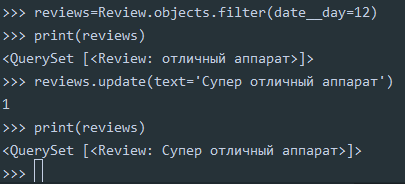 >>> reviews=Review.objects.filter(date__day=12)
>>> print(reviews)
<QuerySet [<Review: отличный аппарат>]>
>>> reviews.update(text='Супер отличный аппарат')
1
>>> print(reviews)
<QuerySet [<Review: Супер отличный аппарат>]>
>>>